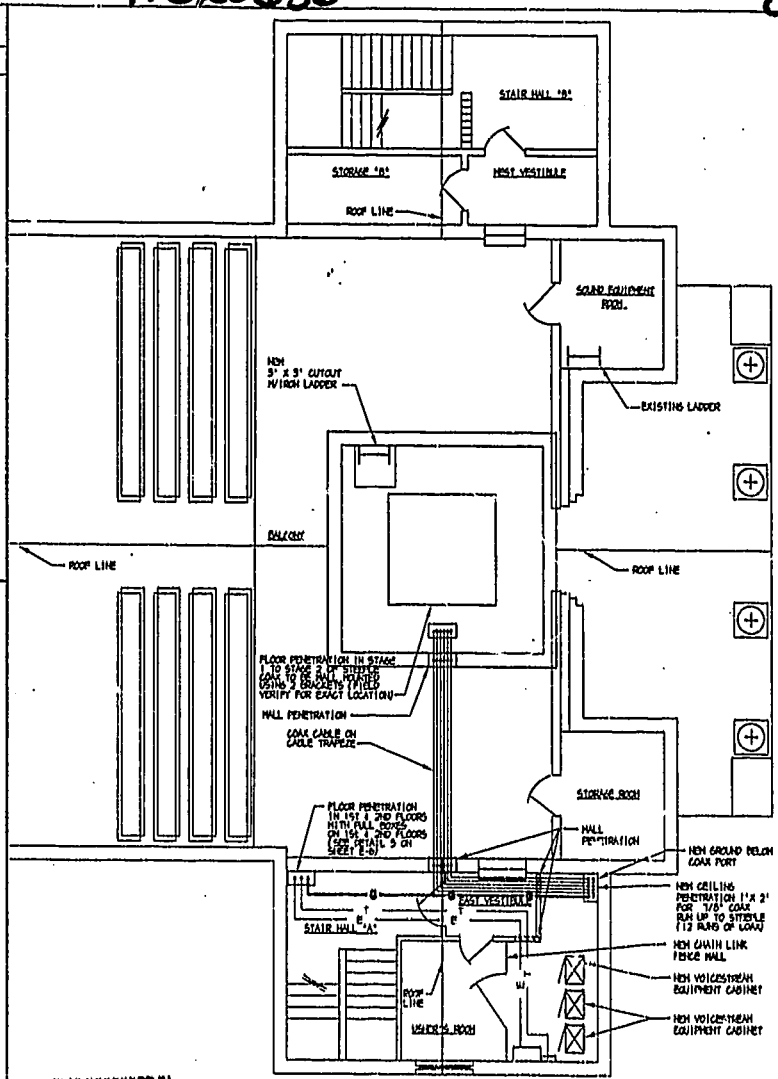 STAIR HALL "B"
STORAGE "B"
WEST VESTIBULE
ROOF LINE
SOUND EQUIPMENT
ROOM.
NEW
3' X 3' CUTOUT
W/IRON LADDER
EXISTING LADDER
BALCONY
ROOF LINE
ROOF LINE
FLOOR PENETRATION IN STAGE
1 TO STAGE 2 OF STEEPLE
COAX TO BE WALL MOUNTED
USING 2 BRACKETS (FIELD
VERIFY FOR EXACT LOCATION)
WALL PENETRATION
COAX CABLE ON
CABLE TRAPEZE
STORAGE ROOM
FLOOR PENETRATION
IN 1ST & 2ND FLOORS
WITH PULL BOXES
ON 1ST & 2ND FLOORS
(SEE DETAIL 5 ON
SHEET E-6)
WALL
PENETRATION
NEW GROUND BELOW
COAX PORT
NEW CEILING
PENETRATION 1'X 2'
FOR 7/8" COAX
RUN UP TO STEEPLE
(12 RUNS OF COAX)
G
G
EAST VESTIBULE
T
E
T
E
STAIR HALL "A"
NEW CHAIN LINK
FENCE WALL
NEW VOICESTREAM
EQUIPMENT CABINET
E
T
ROOF
LINE
USHER'S ROOM
NEW VOICESTREAM
EQUIPMENT CABINET